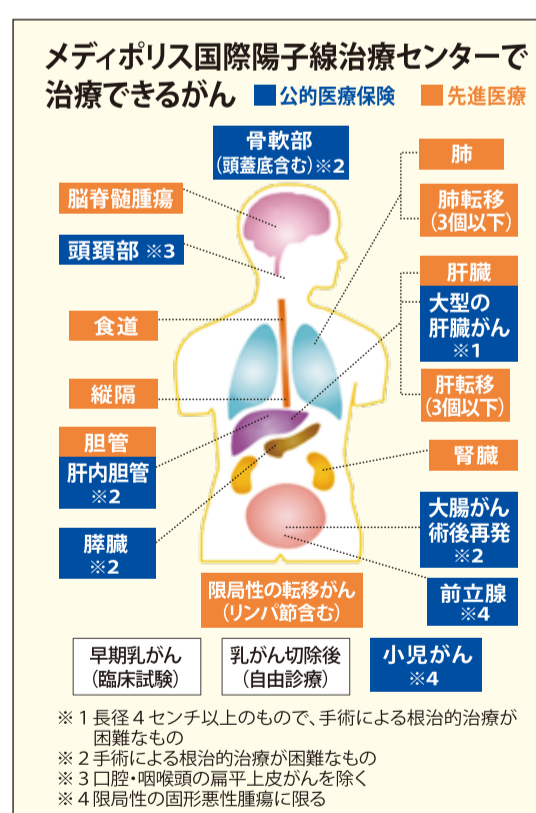 メディポリス国際陽子線治療センターで
治療できるがん ■公的医療保険 ■先進医療
骨軟部
(頭蓋底含む)※2
脳脊髄腫瘍
頭頚部 ※3
食道
縦隔
胆管
肝内胆管
※2
膵臓
※2
肺
肺転移
(3個以下)
肝臓
大型の
肝臓がん
※1
肝転移
(3個以下)
腎臓
大腸がん
術後再発
※2
前立腺
※4
限局性の転移がん
(リンパ節含む)
早期乳がん
(臨床試験)
乳がん切除後
(自由診療)
小児がん
※4
※1長径4センチ以上のもので、手術による根治的治療が
困難なもの
※2手術による根治的治療が困難なもの
※3口腔・咽喉頭の扁平上皮がんを除く
※4限局性の固形悪性腫瘍に限る